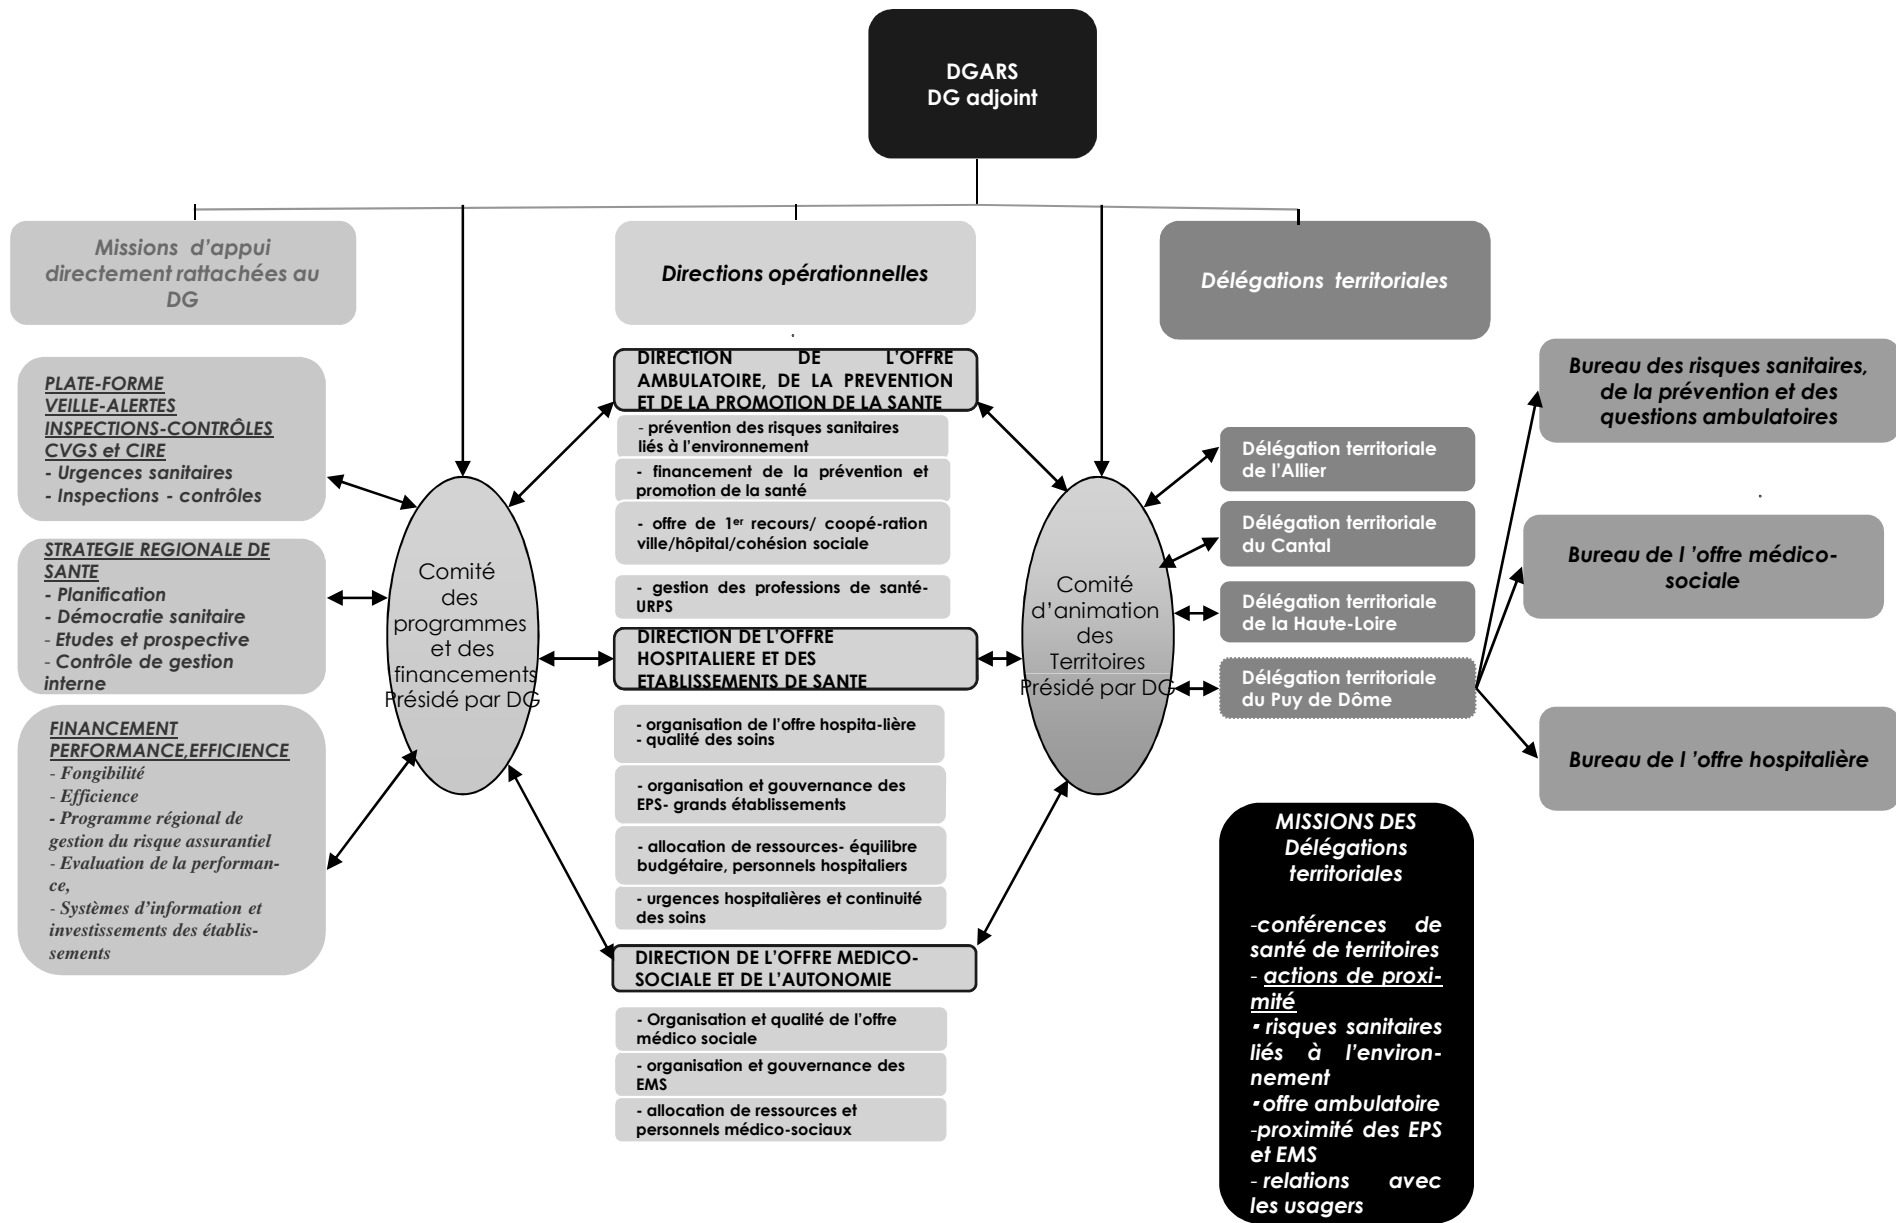 DGARS
DG adjoint
Missions d’appui
directement rattachées au
DG
Directions opérationnelles
Délégations territoriales
PLATE-FORME
VEILLE-ALERTES
INSPECTIONS-CONTRÔLES
CVGS et CIRE
- Urgences sanitaires
- Inspections - contrôles
STRATEGIE REGIONALE DE
SANTE
- Planification
- Démocratie sanitaire
- Etudes et prospective
- Contrôle de gestion
interne
FINANCEMENT
PERFORMANCE,EFFICIENCE
- Fongibilité
- Efficience
- Programme régional de
gestion du risque assurantiel
- Evaluation de la performan-
ce,
- Systèmes d’information et
investissements des établis-
sements
Comité
des
programmes
et des
financements
Présidé par DG
DIRECTION DE L’OFFRE
AMBULATOIRE, DE LA PREVENTION
ET DE LA PROMOTION DE LA SANTE
- prévention des risques sanitaires
liés à l’environnement
- financement de la prévention et
promotion de la santé
- offre de 1er recours/ coopé-ration
ville/hôpital/cohésion sociale
- gestion des professions de santé-
URPS
DIRECTION DE L’OFFRE
HOSPITALIERE ET DES
ETABLISSEMENTS DE SANTE
- organisation de l’offre hospita-lière
- qualité des soins
- organisation et gouvernance des
EPS- grands établissements
- allocation de ressources- équilibre
budgétaire, personnels hospitaliers
- urgences hospitalières et continuité
des soins
DIRECTION DE L’OFFRE MEDICO-
SOCIALE ET DE L’AUTONOMIE
- Organisation et qualité de l’offre
médico sociale
- organisation et gouvernance des
EMS
- allocation de ressources et
personnels médico-sociaux
Comité
d’animation
des
Territoires
Présidé par DG
Délégation territoriale
de l’Allier
Délégation territoriale
du Cantal
Délégation territoriale
de la Haute-Loire
Délégation territoriale
du Puy de Dôme
Bureau des risques sanitaires,
de la prévention et des
questions ambulatoires
Bureau de l ’offre médico-
sociale
Bureau de l ’offre hospitalière
MISSIONS DES
Délégations
territoriales
-conférences de
santé de territoires
- actions de proxi-
mité
▪ risques sanitaires
liés à l’environ-
nement
▪ offre ambulatoire
-proximité des EPS
et EMS
- relations avec
les usagers